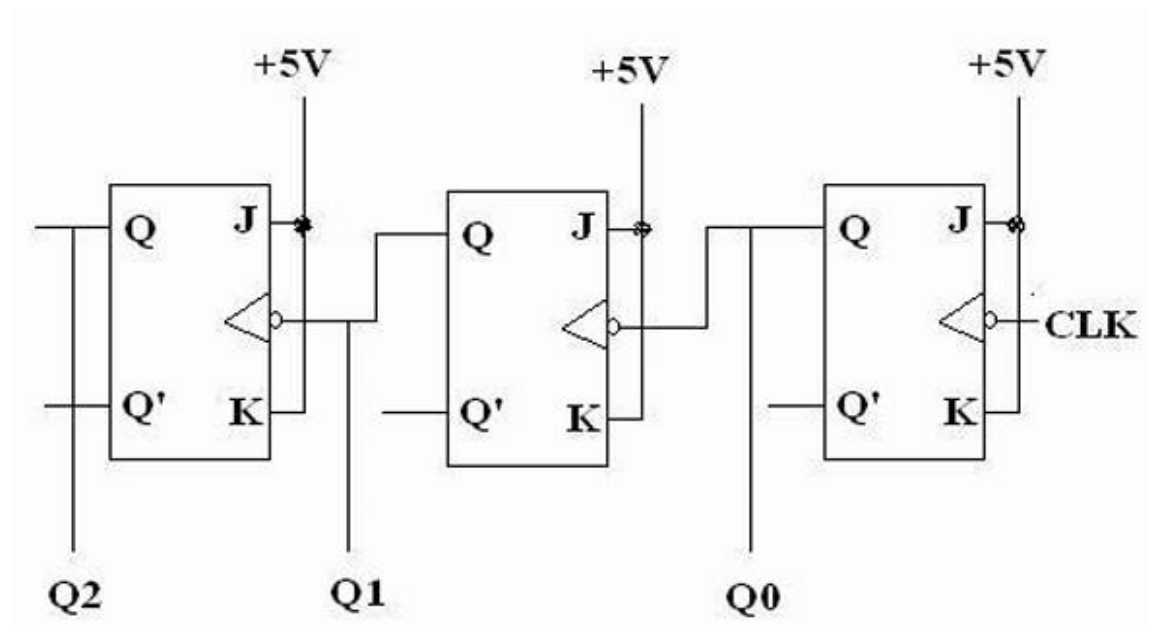 +5V +5V +5V
Q J Q J Q J
CLK
Q' K Q' K Q' K
Q2 Q1 Q0